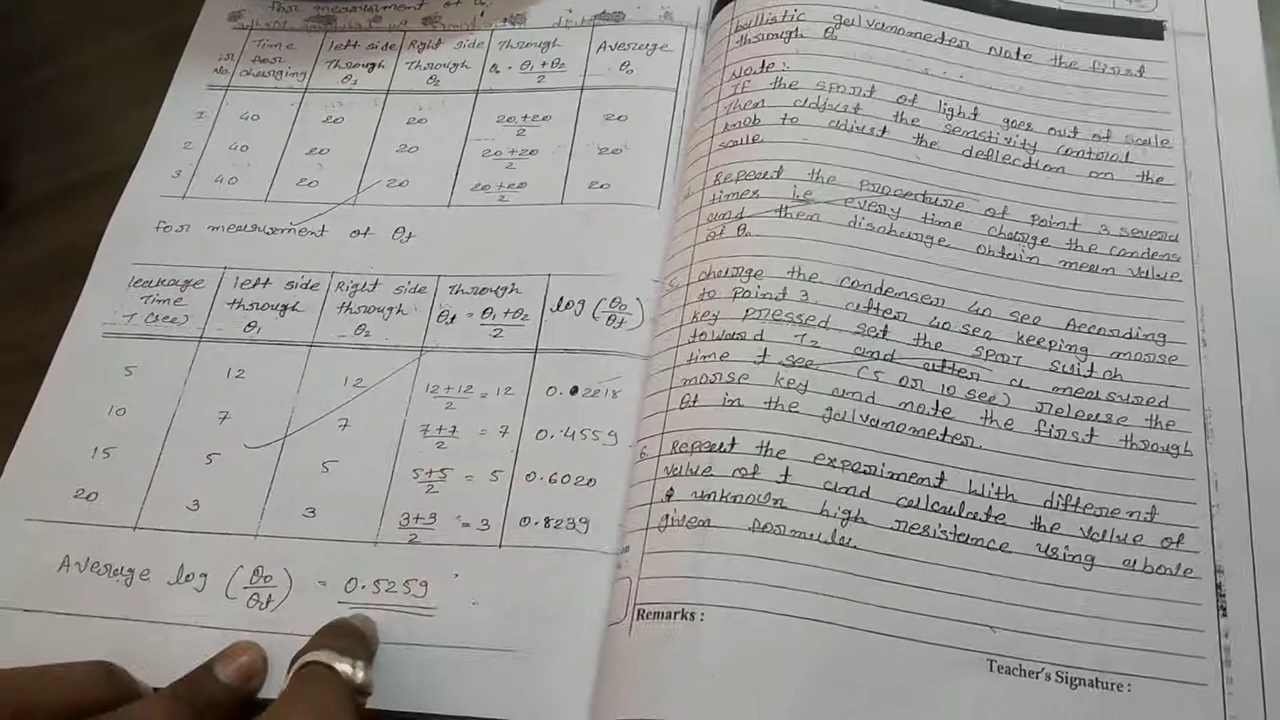 For measurement of θ₀
Sr No.
Time for charging
left side Through θ₁
Right side Through θ₂
Through θ₀ = θ₁+θ₂/2
Average θ₀
1 40 20 20 20+20/2 20
2 40 20 20 20+20/2 20
3 40 20 20 20+20/2 20
For measurement of θt
leakage Time T (sec)
left side through θ₁
Right side through θ₂
Through θt = θ₁+θ₂/2
log (θ₀/θt)
5 12 12 12+12/2 = 12 0.2218
10 7 7 7+7/2 = 7 0.4559
15 5 5 5+5/2 = 5 0.6020
20 3 3 3+3/2 = 3 0.8239
Average log (θ₀/θt) = 0.5259
ballistic galvanometer Note the first
through θ₀
Note:
If the spot of light goes out of scale
Then adjust the senstivity control
knob to adjust the deflection on the
scale.
Repeat the procedure of point 3 several
times i.e every time charge the condens
and then discharge obtain mean value
of θ₀
5. charge the condenser 40 sec According
to point 3. after 40 sec keeping morse
key pressed set the spdt switch
toward T2 and after a measured
time t sec (5 or 10 sec) release the
morse key and note the first through
θt in the galvanometer.
6. Repeat the experiment with different
value of t and callculate the value of
unknown high resistance using above
given formula.
Remarks :
Teacher's Signature :